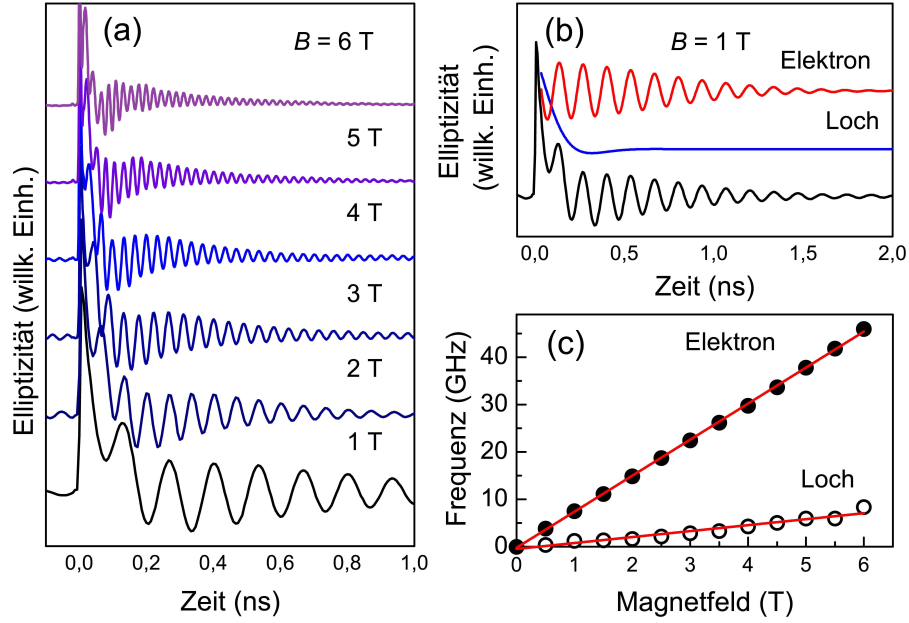 (a)
B = 6 T
5 T
4 T
3 T
2 T
1 T
Elliptizität (willk. Einh.)
0,0 0,2 0,4 0,6 0,8 1,0
Zeit (ns)
(b)
B = 1 T
Elektron
Loch
Elliptizität
(willk. Einh.)
0,0 0,5 1,0 1,5 2,0
Zeit (ns)
(c)
Elektron
Loch
Frequenz (GHz)
40
30
20
10
0
0 1 2 3 4 5 6
Magnetfeld (T)